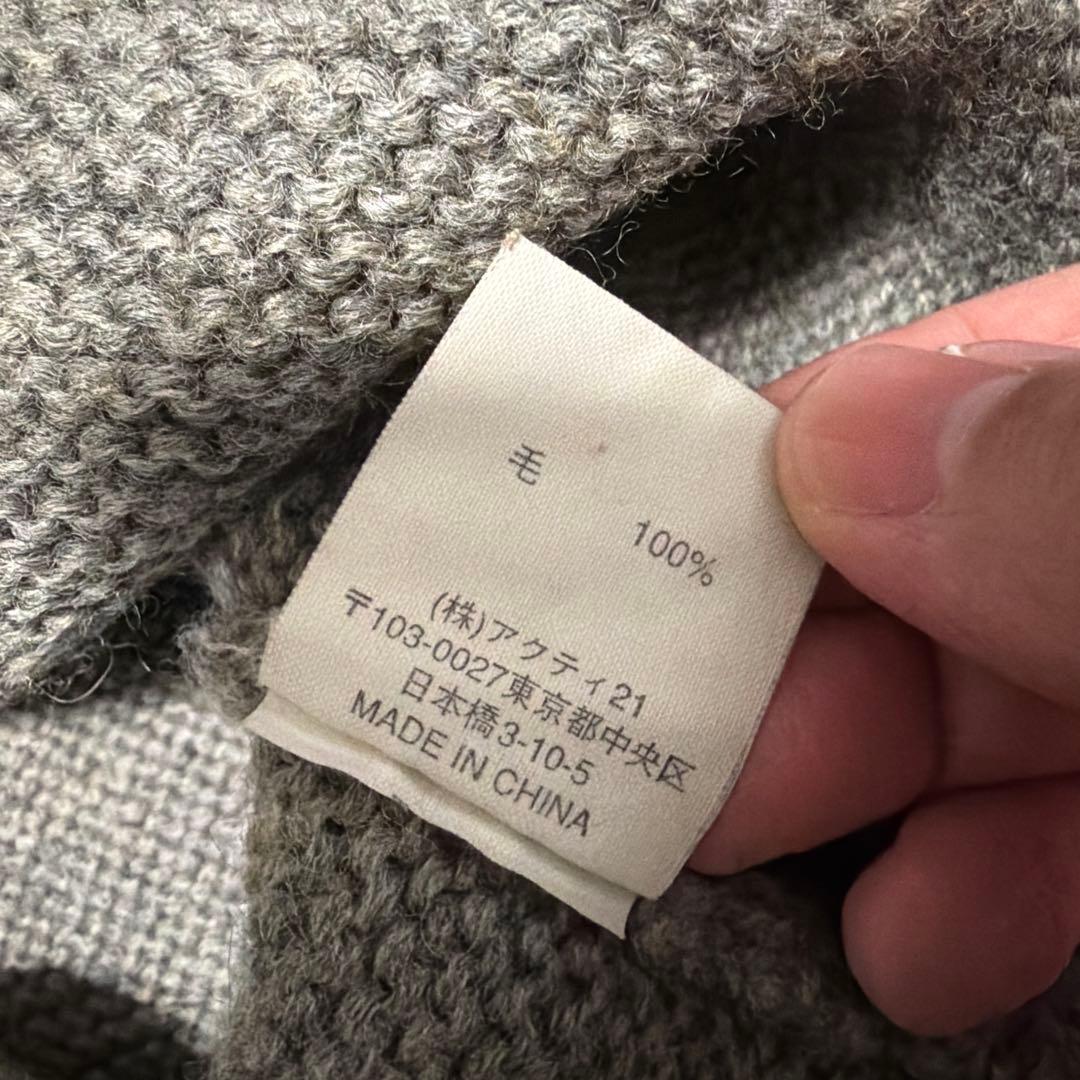 毛
100%
(株)アクティ21
〒103-0027東京都中央区
日本橋3-10-5
MADE IN CHINA